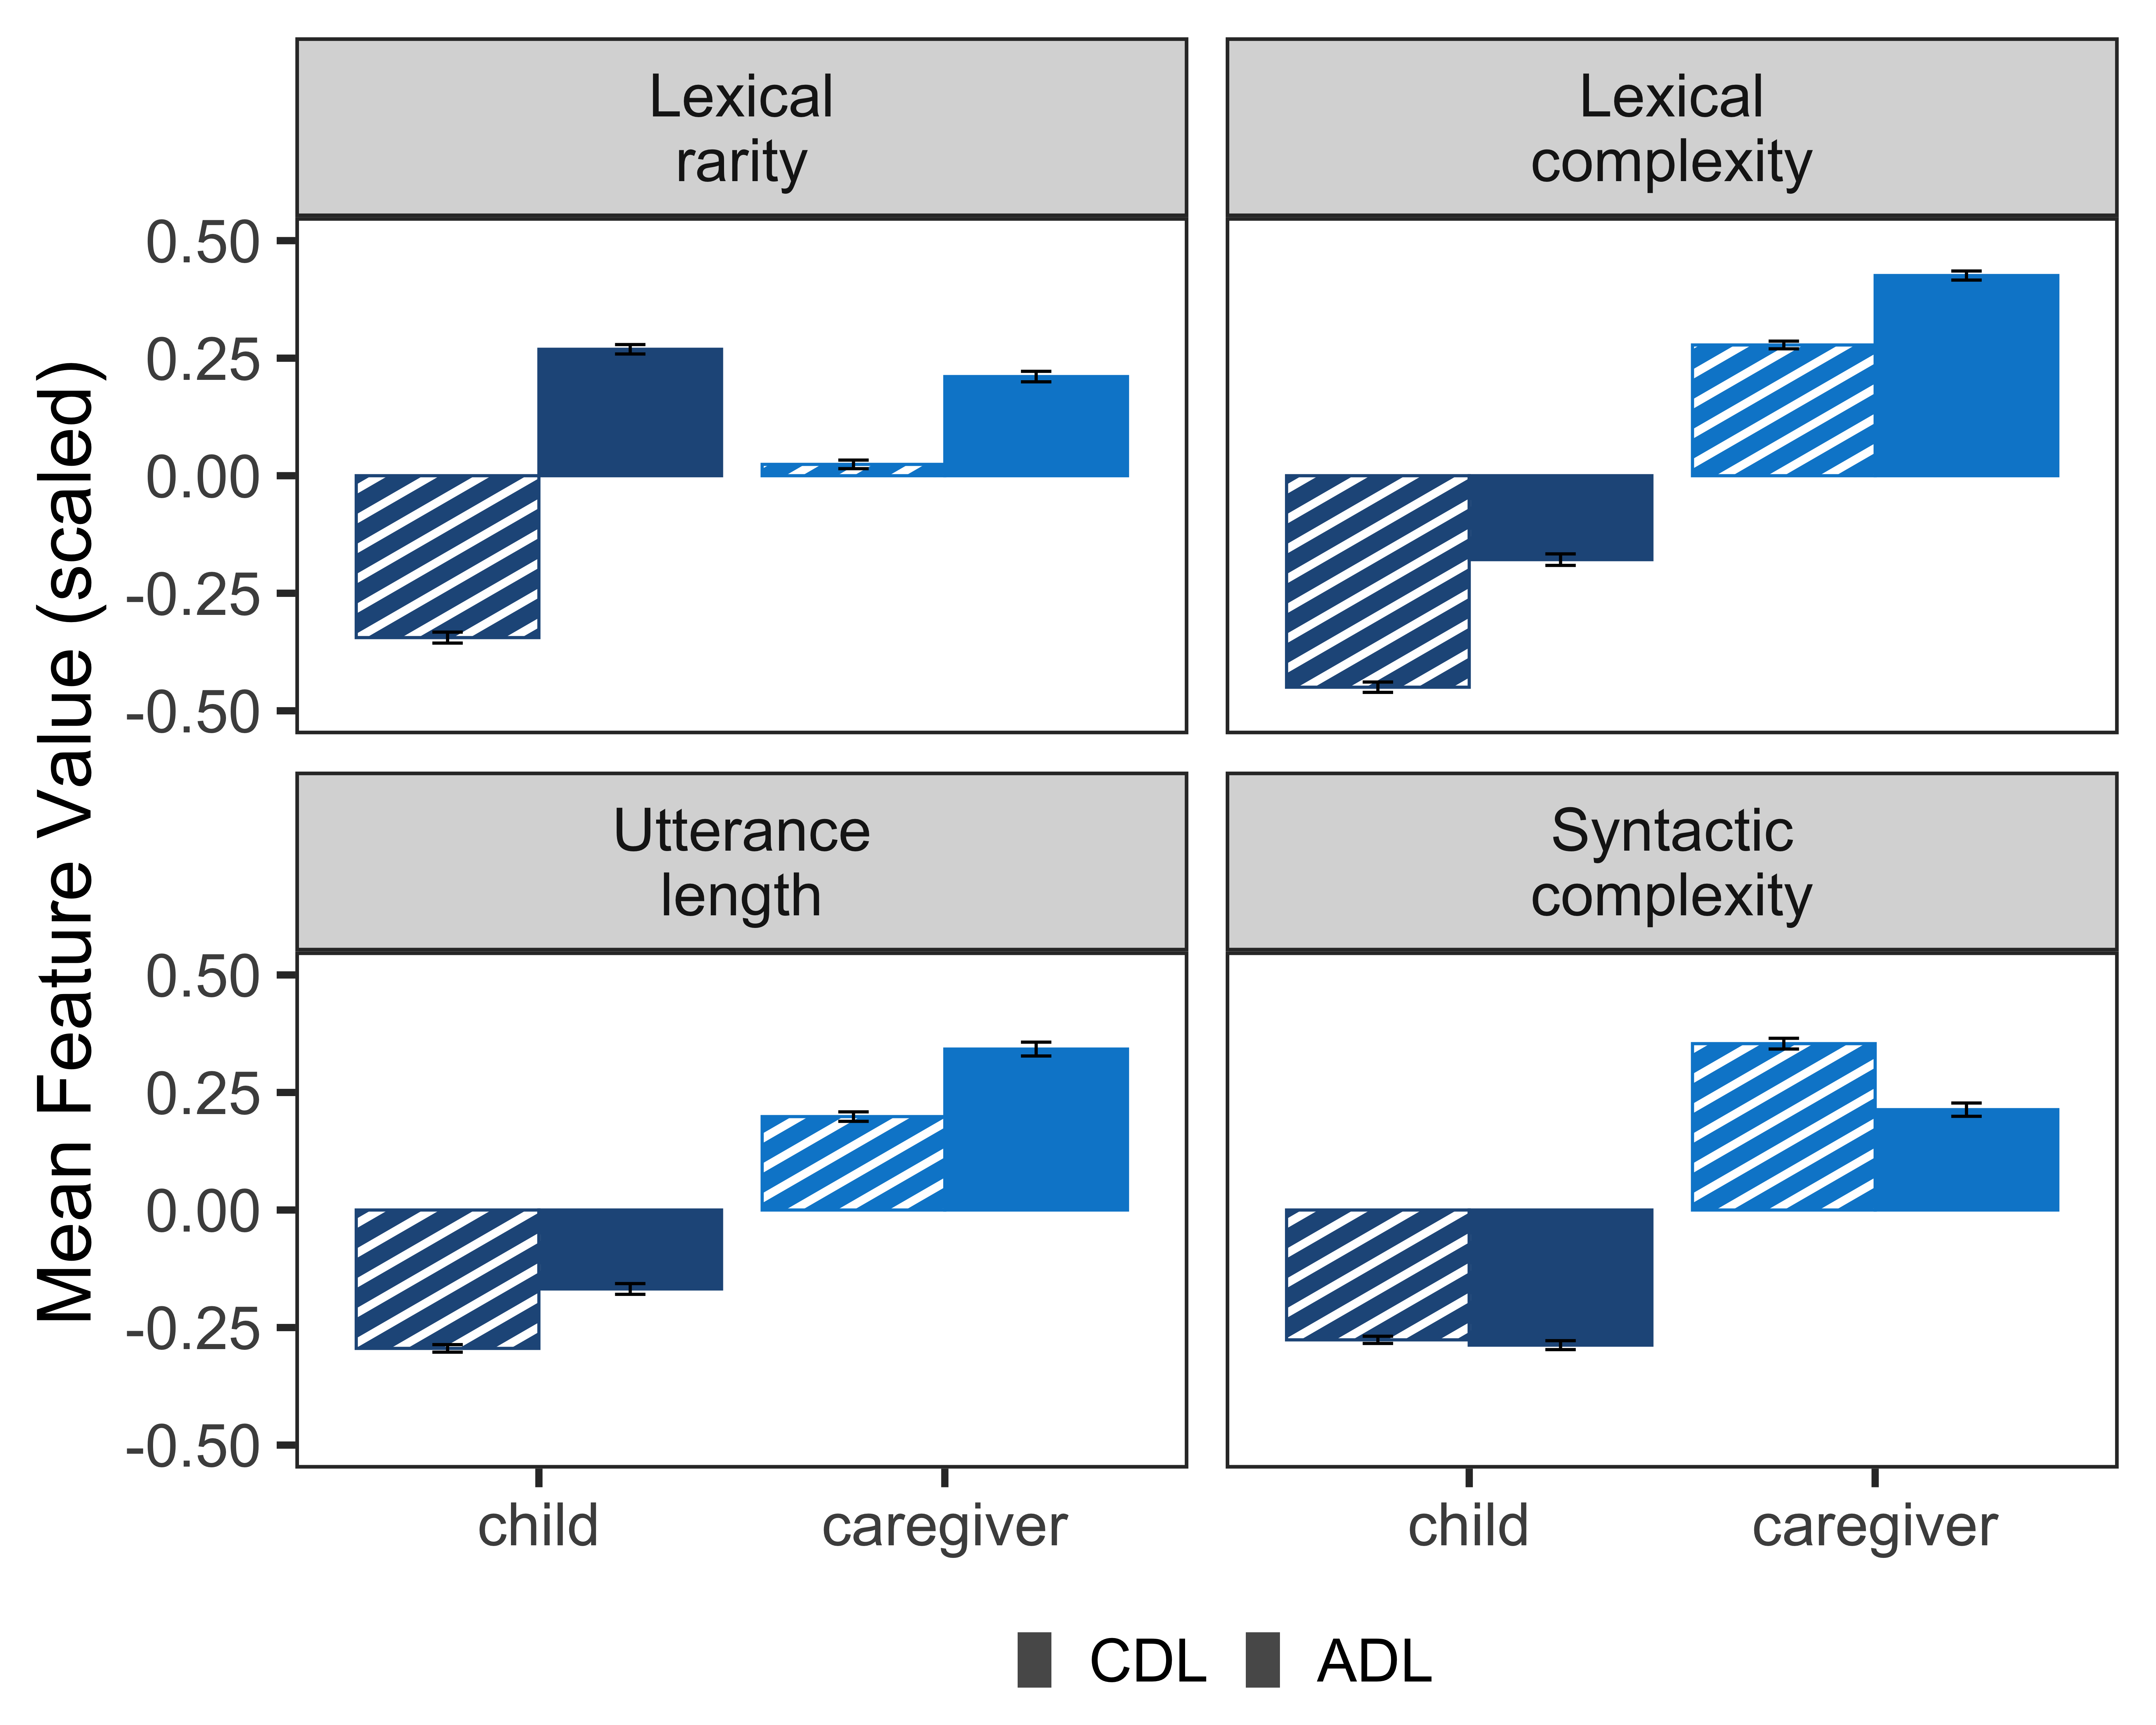 Mean Feature Value (scaled)
Lexical
rarity
Lexical
complexity
0.50
0.25
0.00
-0.25
-0.50
Utterance
length
Syntactic
complexity
0.50
0.25
0.00
-0.25
-0.50
child
caregiver
child
caregiver
CDL
ADL